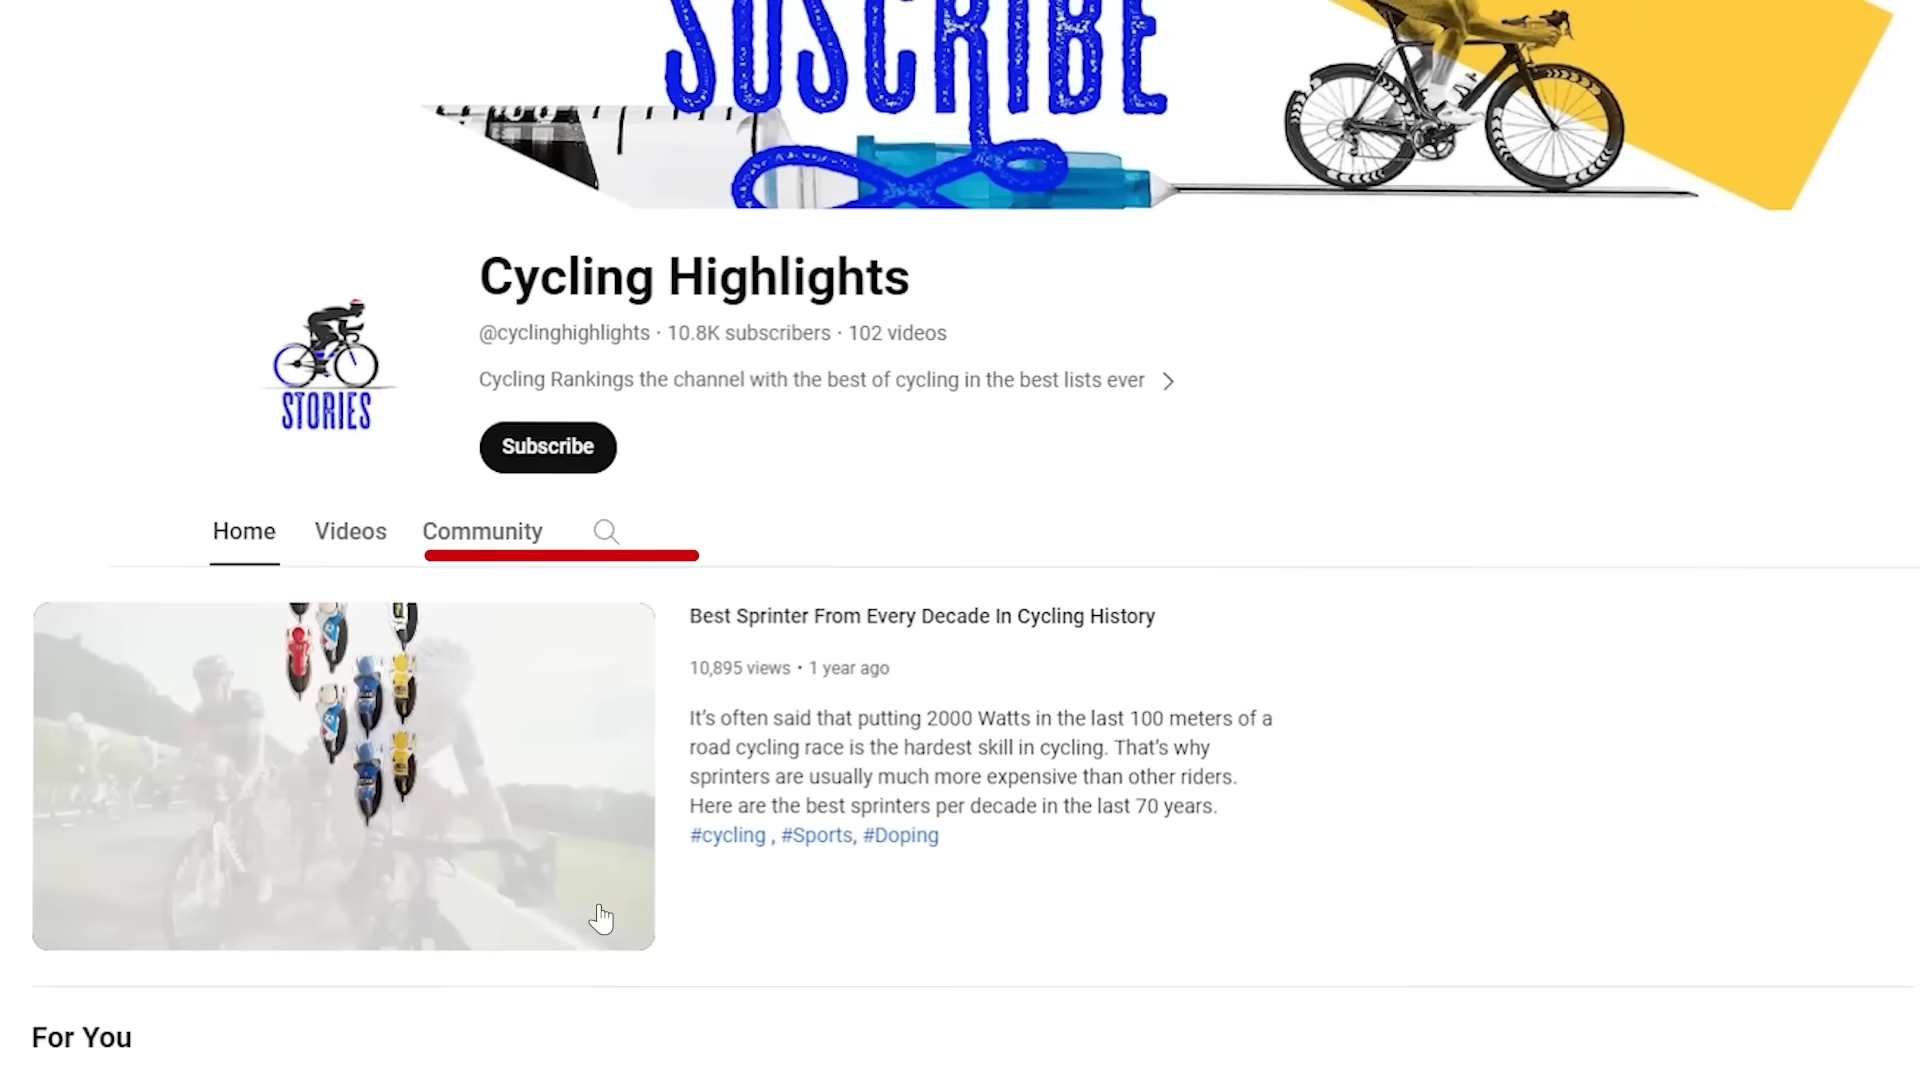 SUSCRIBE
Cycling Highlights
@cyclinghighlights · 10.8K subscribers · 102 videos
Cycling Rankings the channel with the best of cycling in the best lists ever
STORIES
Subscribe
Home Videos Community
Best Sprinter From Every Decade In Cycling History
10,895 views • 1 year ago
It's often said that putting 2000 Watts in the last 100 meters of a
road cycling race is the hardest skill in cycling. That's why
sprinters are usually much more expensive than other riders.
Here are the best sprinters per decade in the last 70 years.
#cycling , #Sports, #Doping
For You